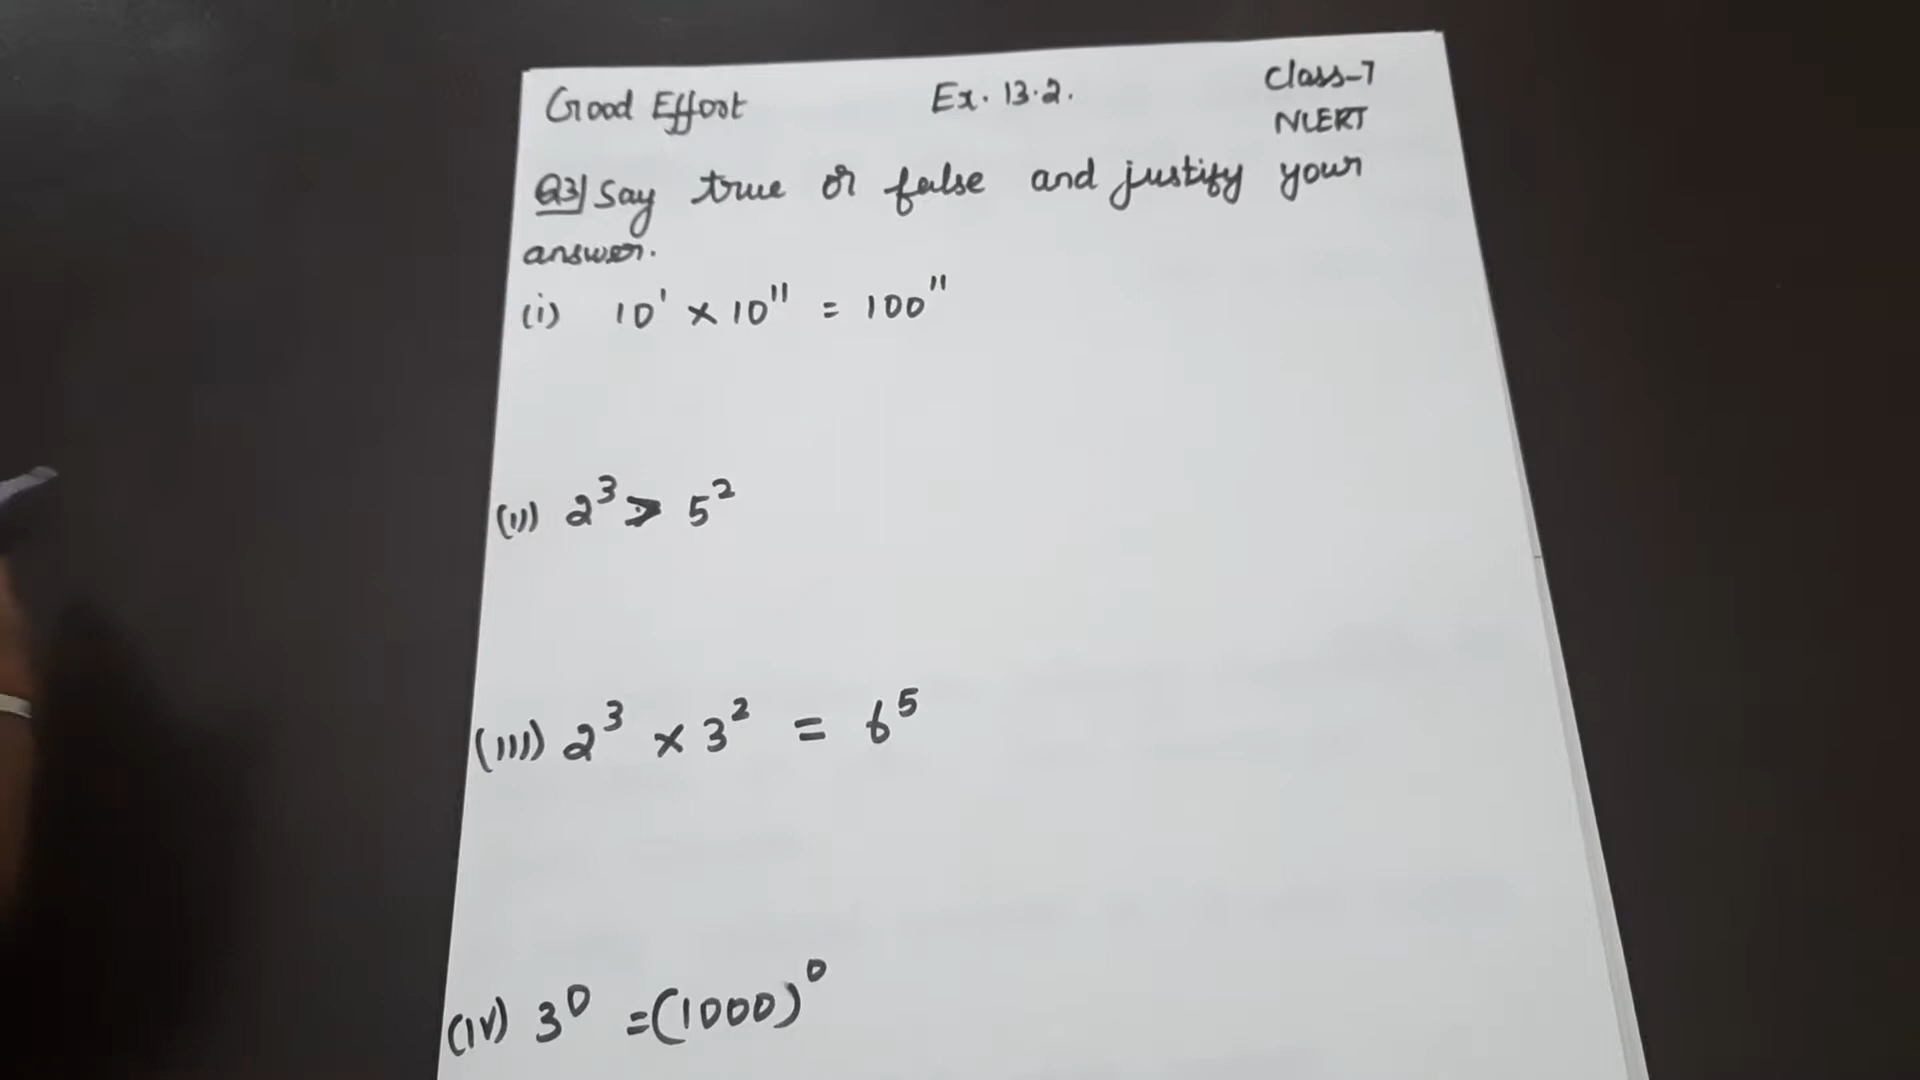 Good Effort Ex. 13.2. Class-7
NCERT
Q3) Say true or false and justify your
answer.
(i) 10¹ × 10¹¹ = 100¹¹
(ii) 2³ > 5²
(iii) 2³ × 3² = 6⁵
(iv) 3⁰ = (1000)⁰